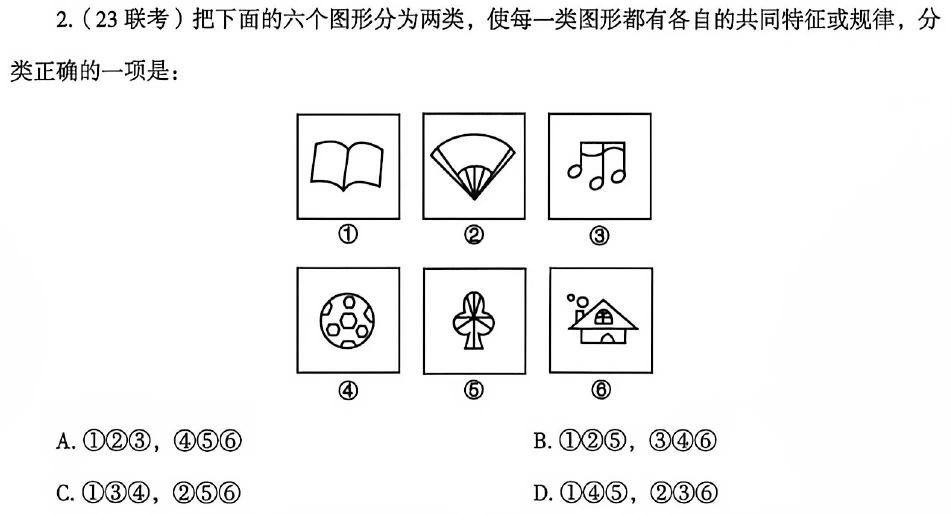 2.（23 联考）把下面的六个图形分为两类，使每一类图形都有各自的共同特征或规律，分
类正确的一项是：
① ② ③
④ ⑤ ⑥
A. ①②③，④⑤⑥ B. ①②⑤，③④⑥
C. ①③④，②⑤⑥ D. ①④⑤，②③⑥